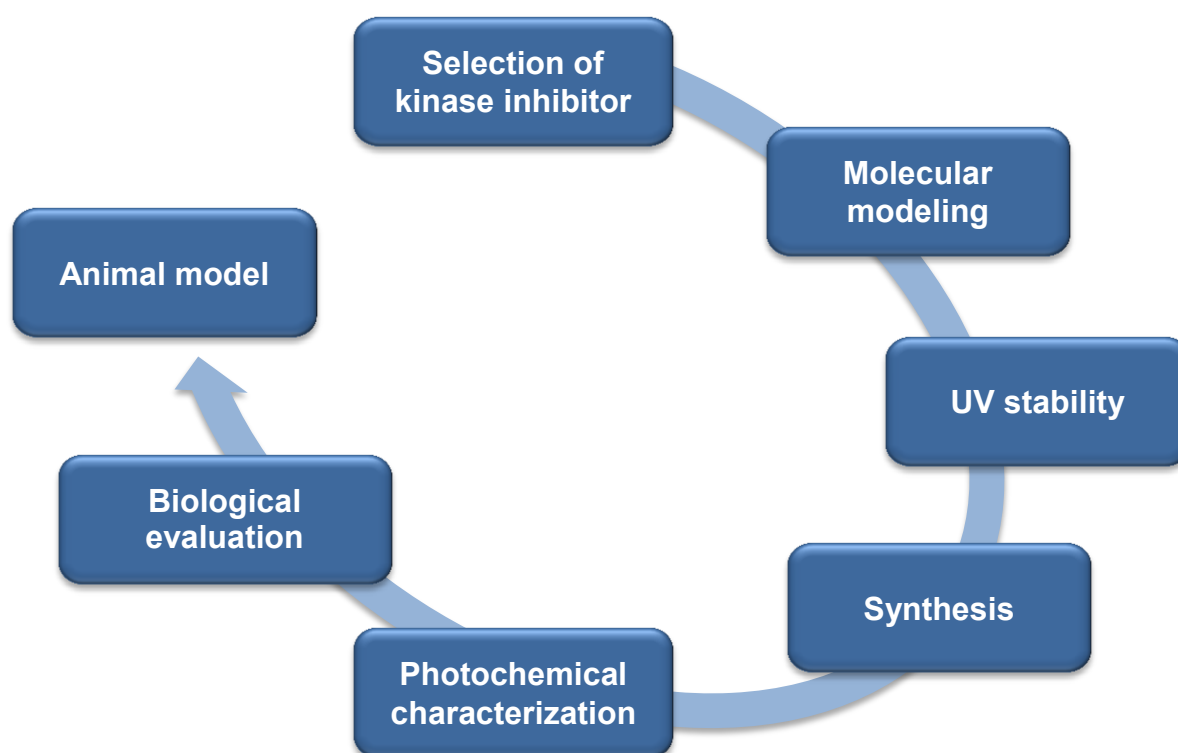 Selection of
kinase inhibitor
Molecular
modeling
UV stability
Synthesis
Photochemical
characterization
Biological
evaluation
Animal model